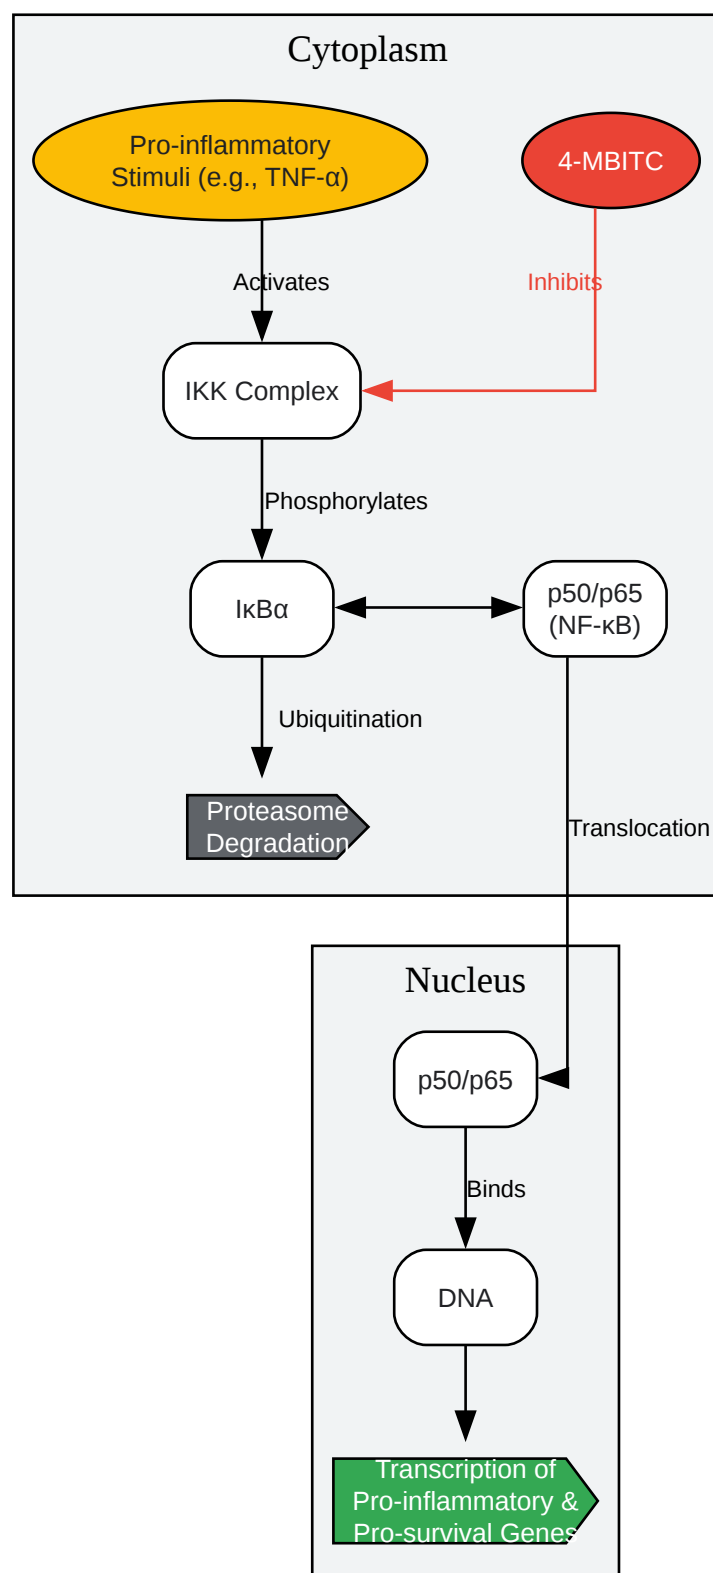 Cytoplasm
Pro-inflammatory
Stimuli (e.g., TNF-α)
4-MBITC
Activates
Inhibits
IKK Complex
Phosphorylates
IκBα
p50/p65
(NF-κB)
Ubiquitination
Proteasome
Degradation
Translocation
Nucleus
p50/p65
Binds
DNA
Transcription of
Pro-inflammatory &
Pro-survival Genes